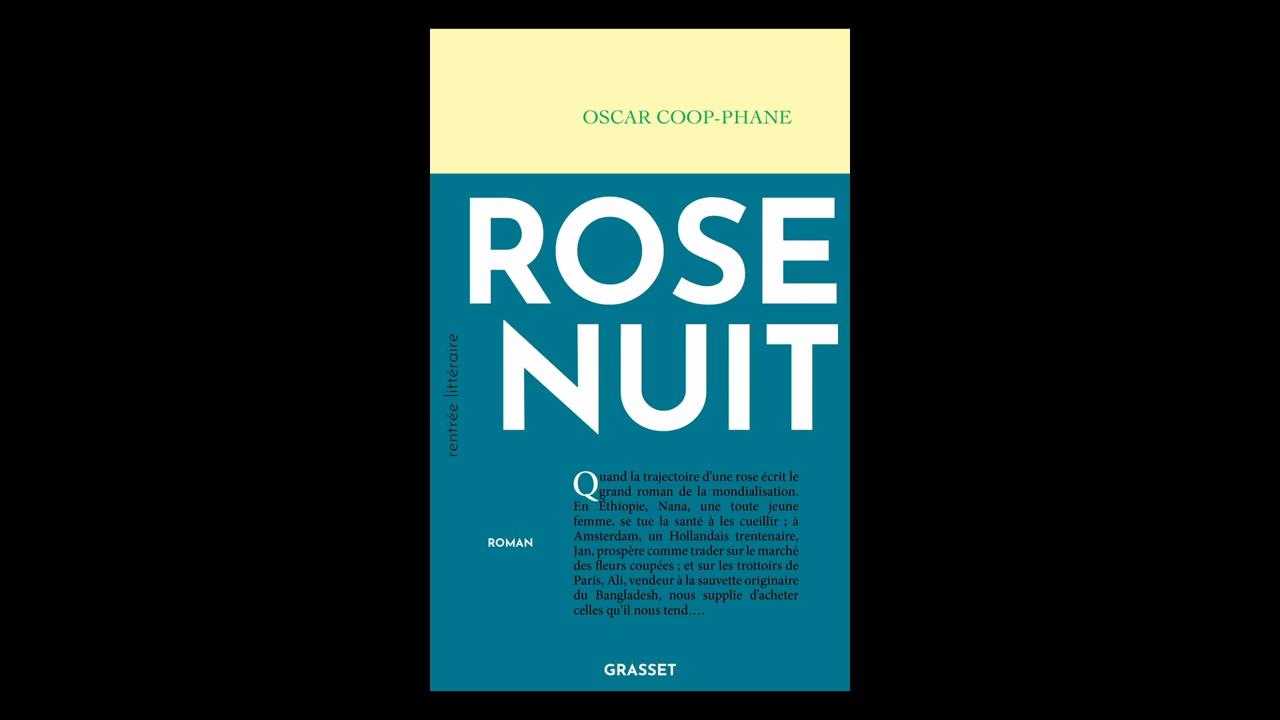 OSCAR COOP-PHANE
ROSE
NUIT
rentrée littéraire
Quand la trajectoire d'une rose écrit le
grand roman de la mondialisation.
En Éthiopie, Nana, une toute jeune
femme, se tue la santé à les cueillir ; à
Amsterdam, un Hollandais trentenaire,
Jan, prospère comme trader sur le marché
des fleurs coupées ; et sur les trottoirs de
Paris, Ali, vendeur à la sauvette originaire
du Bangladesh, nous supplie d'acheter
celles qu'il nous tend….
ROMAN
GRASSET